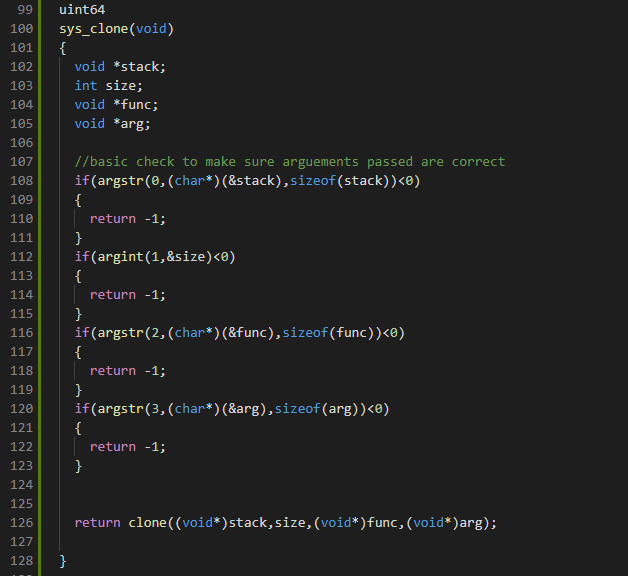 99 uint64
100 sys_clone(void)
101 {
102   void *stack;
103   int size;
104   void *func;
105   void *arg;
106
107   //basic check to make sure arguements passed are correct
108   if(argstr(0,(char*)(&stack),sizeof(stack))<0)
109   {
110     return -1;
111   }
112   if(argint(1,&size)<0)
113   {
114     return -1;
115   }
116   if(argstr(2,(char*)(&func),sizeof(func))<0)
117   {
118     return -1;
119   }
120   if(argstr(3,(char*)(&arg),sizeof(arg))<0)
121   {
122     return -1;
123   }
124
125
126   return clone((void*)stack,size,(void*)func,(void*)arg);
127
128 }